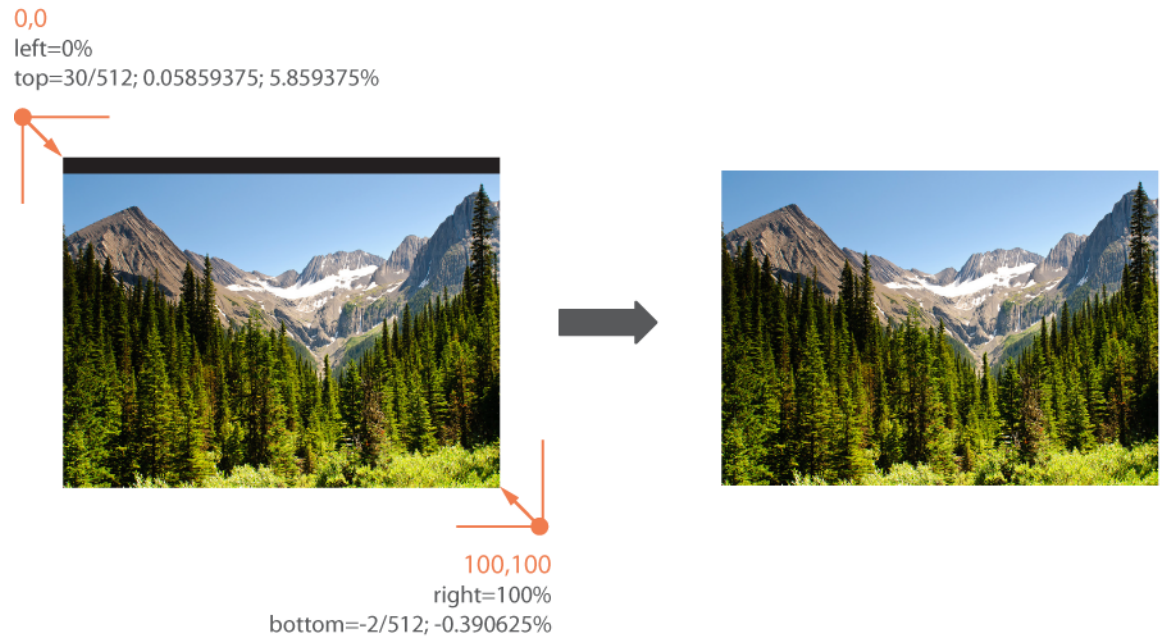 0,0
left=0%
top=30/512; 0.05859375; 5.859375%
100,100
right=100%
bottom=-2/512; -0.390625%